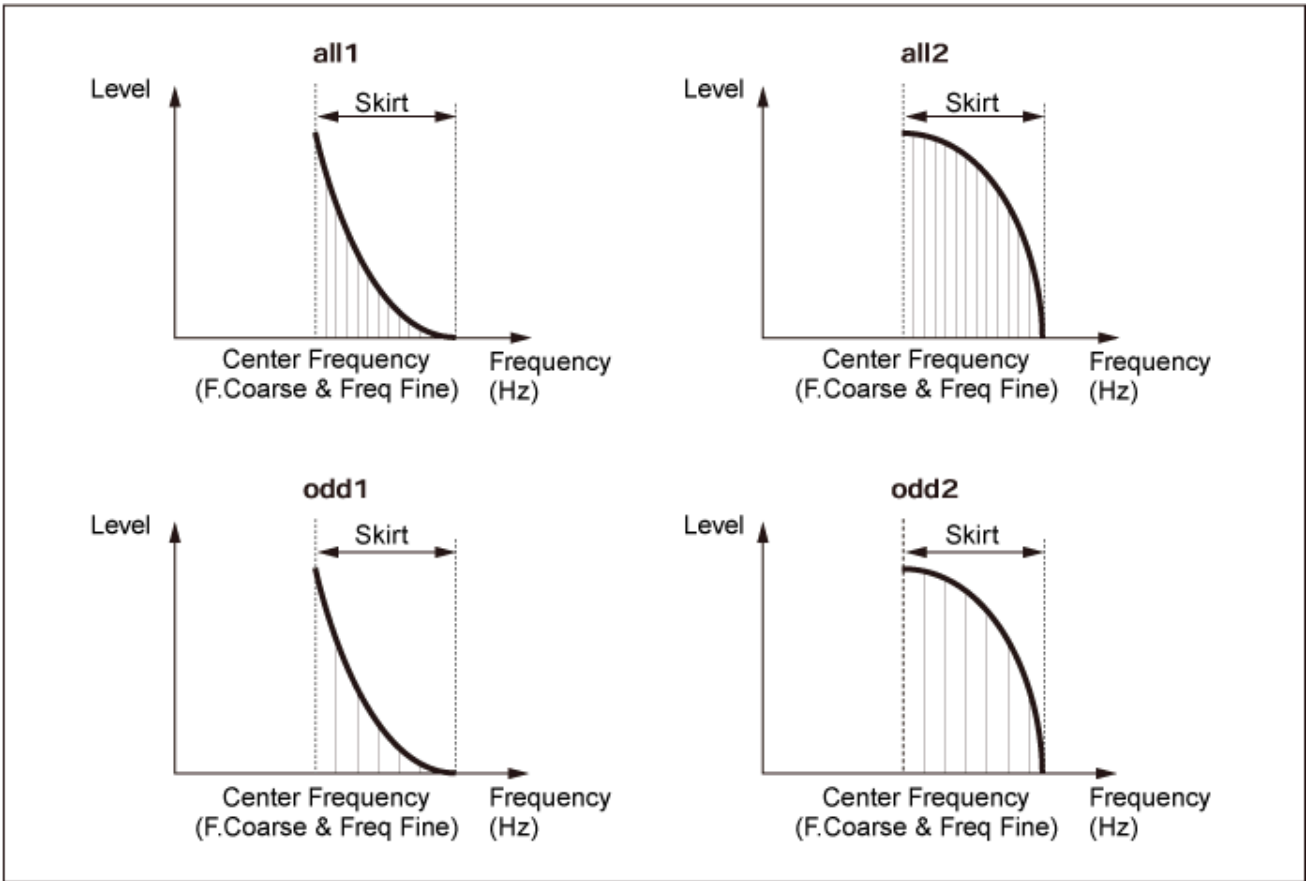 all1
Level
Skirt
Center Frequency
(F.Coarse & Freq Fine)
Frequency
(Hz)
all2
Level
Skirt
Center Frequency
(F.Coarse & Freq Fine)
Frequency
(Hz)
odd1
Level
Skirt
Center Frequency
(F.Coarse & Freq Fine)
Frequency
(Hz)
odd2
Level
Skirt
Center Frequency
(F.Coarse & Freq Fine)
Frequency
(Hz)